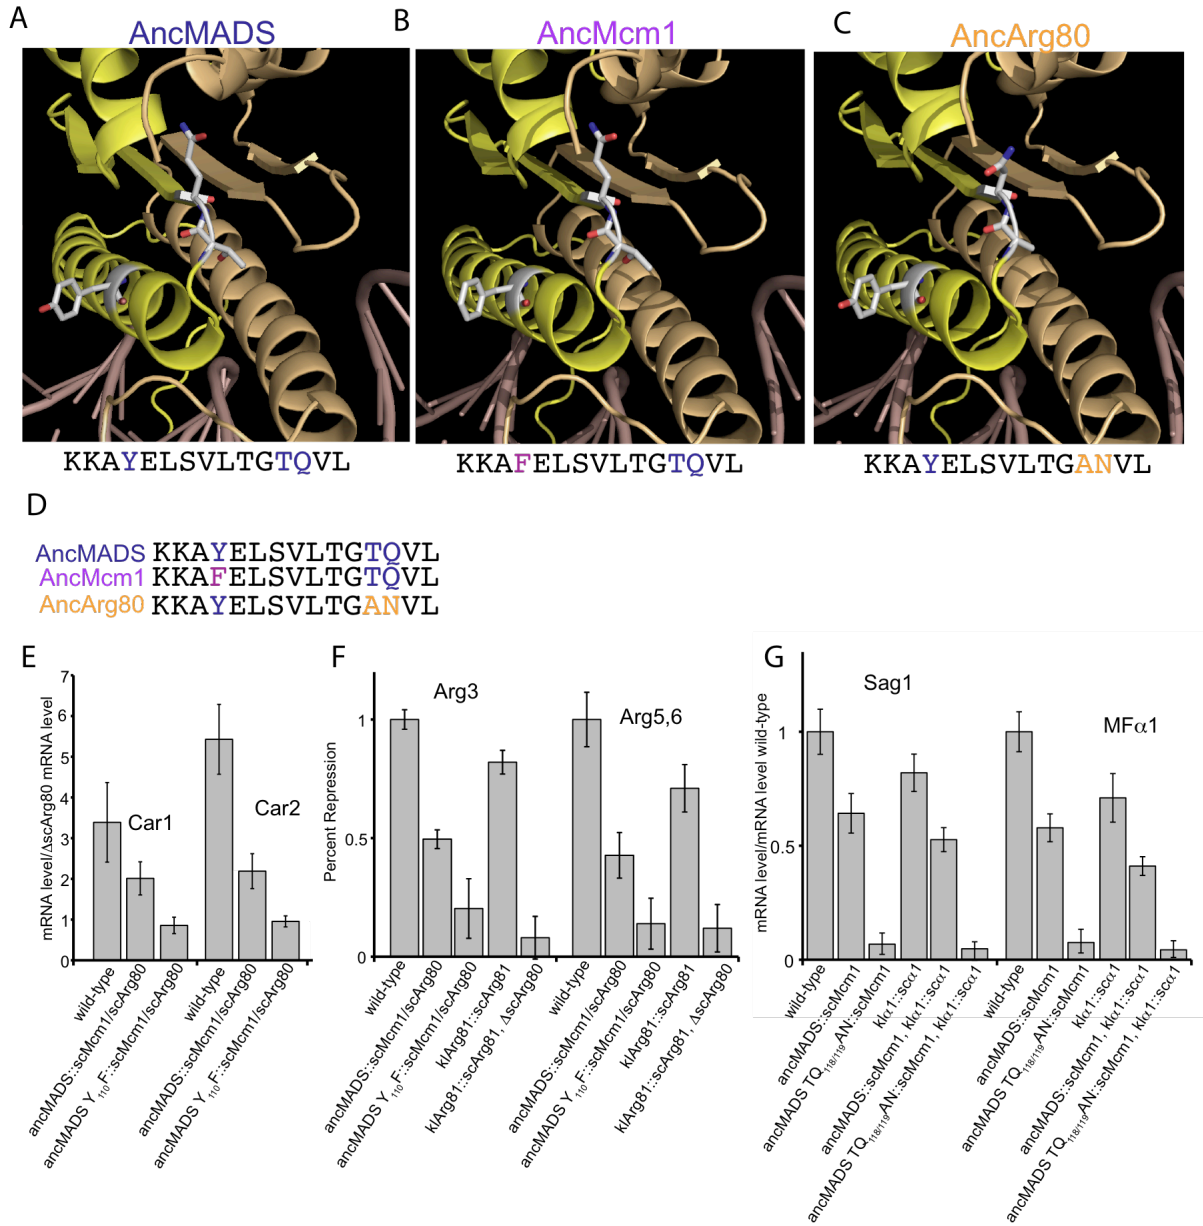 A
AncMADS
B
AncMcm1
C
AncArg80
KKAYELSVLTGTQVL
KKAFELSVLTGTQVL
KKAYELSVLTGANVL
D
AncMADS KKAYELSVLTGTQVL
AncMcm1 KKAFELSVLTGTQVL
AncArg80 KKAYELSVLTGANVL
E
mRNA level/ΔscArg80 mRNA level
7
6
5
4
3
2
1
0
Car1
Car2
wild-type
ancMADS::scMcm1/scArg80
ancMADS Y110F::scMcm1/scArg80
wild-type
ancMADS::scMcm1/scArg80
ancMADS Y110F::scMcm1/scArg80
F
Percent Repression
1
0.5
0
Arg3
Arg5,6
wild-type
ancMADS::scMcm1/scArg80
ancMADS Y110F::scMcm1/scArg80
klArg81::scArg81
klArg81::scArg81, ΔscArg80
wild-type
ancMADS::scMcm1/scArg80
ancMADS Y110F::scMcm1/scArg80
klArg81::scArg81
klArg81::scArg81, ΔscArg80
G
mRNA level/mRNA level wild-type
1
0.5
0
Sag1
MFα1
wild-type
ancMADS::scMcm1
ancMADS TQ118/119AN::scMcm1
klα1::scα1
ancMADS::scMcm1, klα1::scα1
ancMADS TQ118/119AN::scMcm1, klα1::scα1
wild-type
ancMADS::scMcm1
ancMADS TQ118/119AN::scMcm1
klα1::scα1
ancMADS::scMcm1, klα1::scα1
ancMADS TQ118/119AN::scMcm1, klα1::scα1